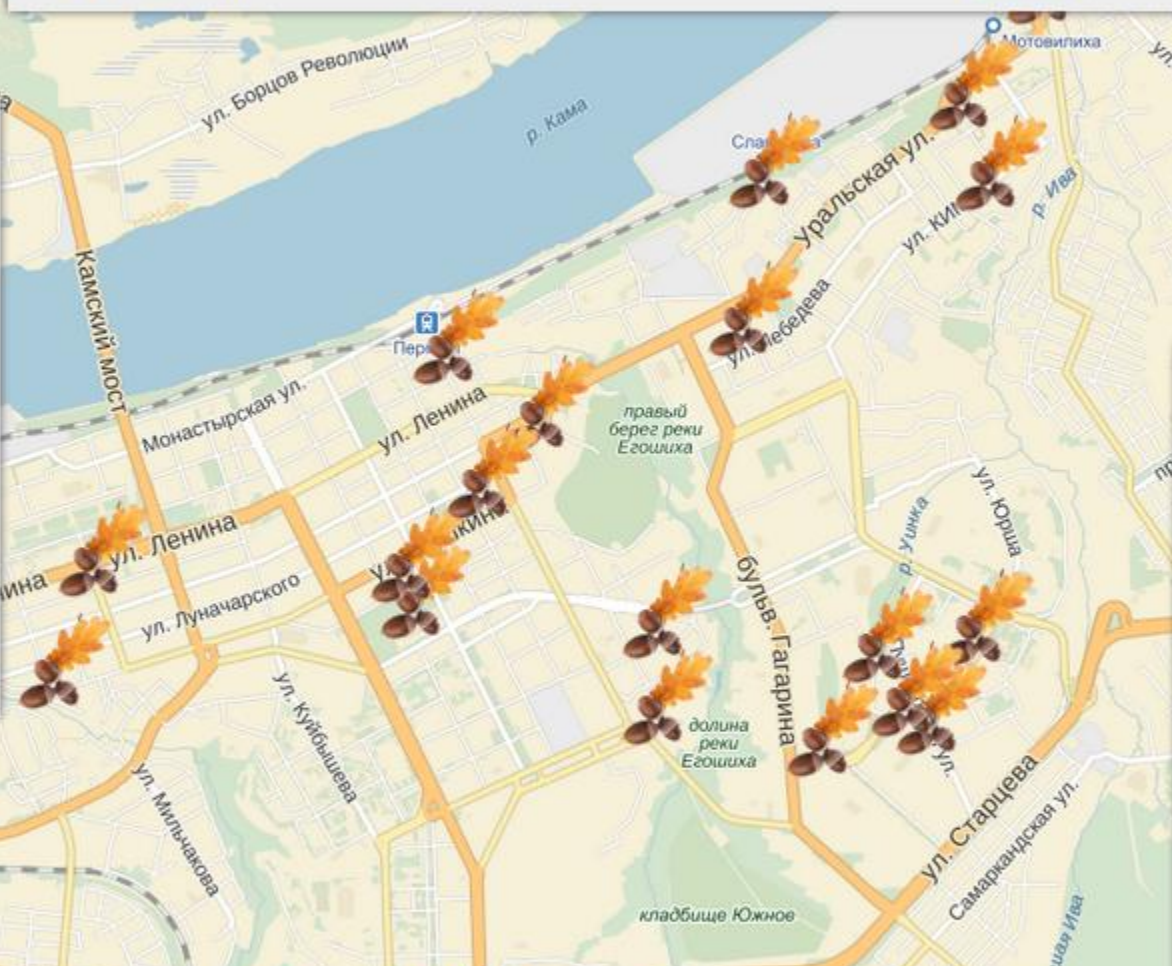 Мотовилиха
ул. Борцов Революции
р. Кама
Уральская ул.
р. Ива
ул.
Камский мост
ул. Лебедева
Монастырская ул.
ул. Ленина
правый
берег реки
Егошиха
ул. Юрша
р. Уинка
ул. Ленина
ул. Луначарского
бульв. Гагарина
ул. Куйбышева
долина
реки
Егошиха
ул.
ул. Мильчакова
ул. Старцева
Самаркандская ул.
кладбище Южное
Ива